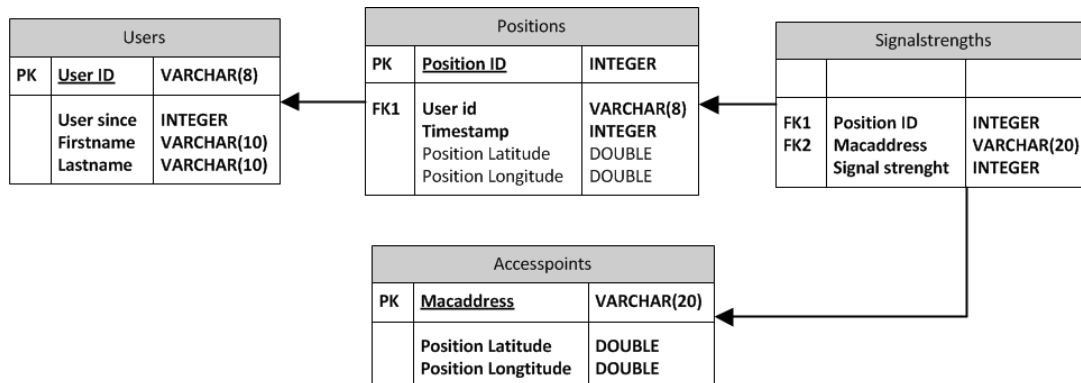 Users
PK User ID VARCHAR(8)
User since INTEGER
Firstname VARCHAR(10)
Lastname VARCHAR(10)
Positions
PK Position ID INTEGER
FK1 User id VARCHAR(8)
Timestamp INTEGER
Position Latitude DOUBLE
Position Longitude DOUBLE
Signalstrengths
FK1 Position ID INTEGER
FK2 Macaddress VARCHAR(20)
Signal strenght INTEGER
Accesspoints
PK Macaddress VARCHAR(20)
Position Latitude DOUBLE
Position Longtitude DOUBLE